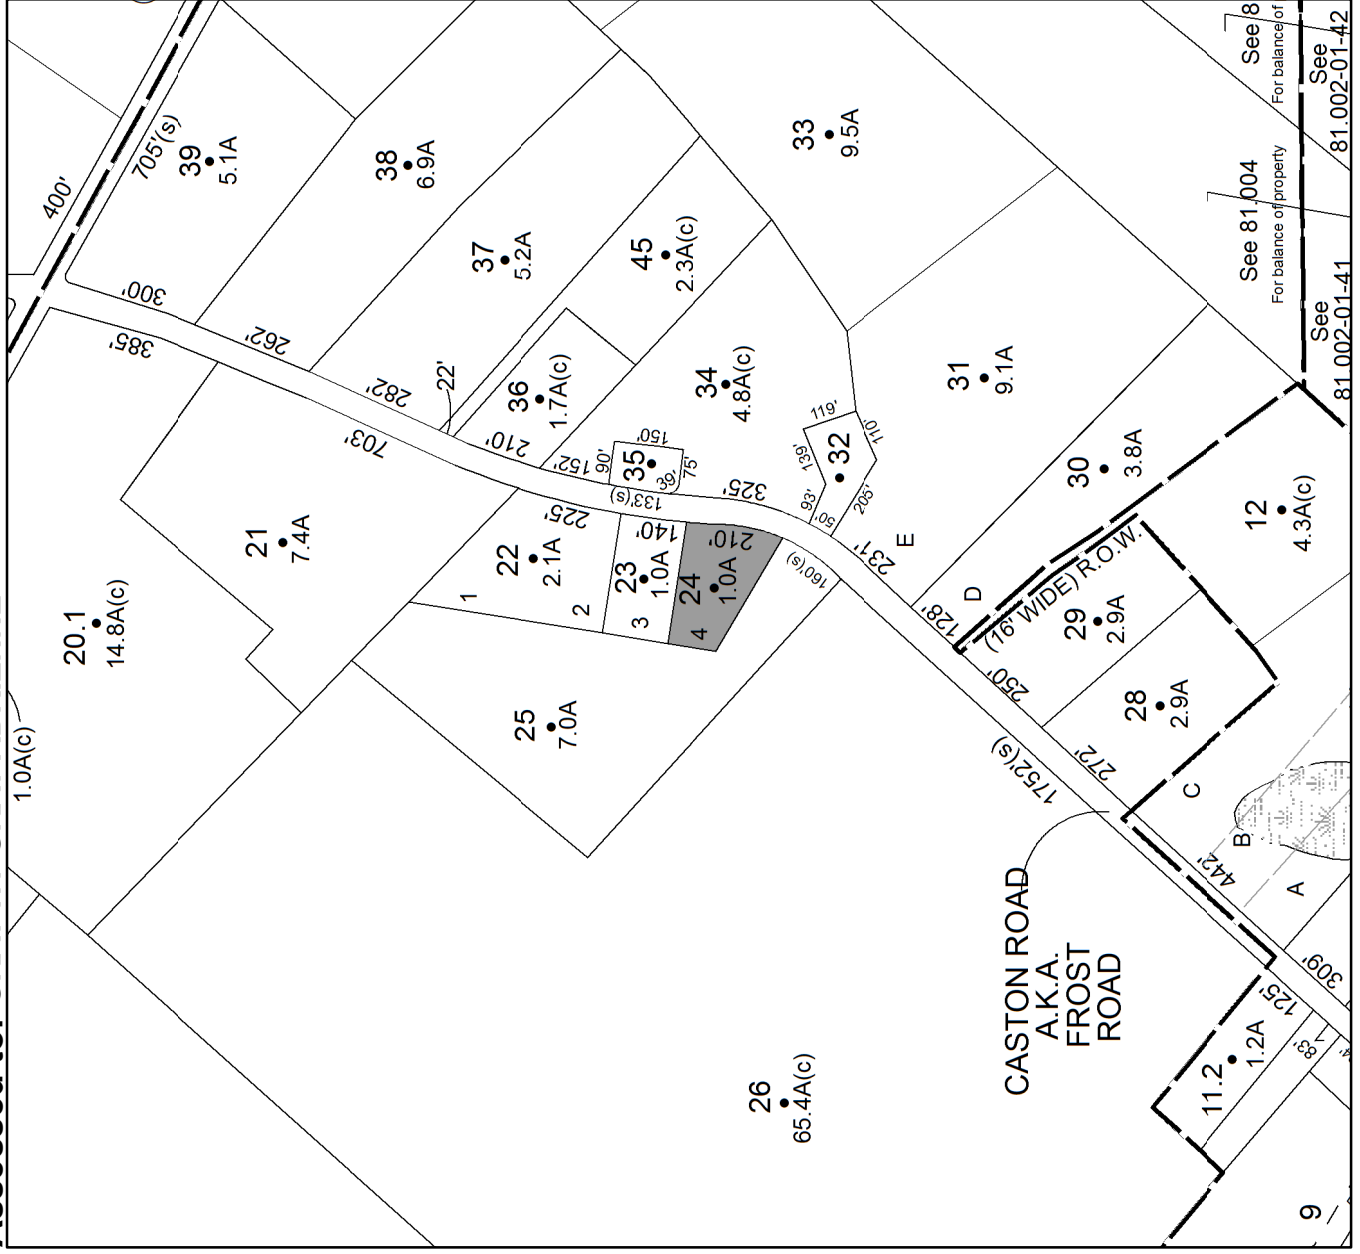 400'
705'(s)
39
5.1A
38
6.9A
33
9.5A
See 8
For balance of
See
81.002-01-42
See 81.004
For balance of property
See
81.002-01-41
300'
385'
262'
37
5.2A
45
2.3A(c)
282'
22'
703'
36
1.7A(c)
210'
34
4.8A(c)
31
9.1A
152'
90'
150'
35
39'
75'
133'(s)
325'
119'
139'
110'
32
93'
50'
205'
30
3.8A
12
4.3A(c)
21
7.4A
225'
22
2.1A
1
2
140'
23
1.0A
3
210'
24
1.0A
4
160'(s)
231'
E
D
128'
(16' WIDE) R.O.W.
29
2.9A
250'
28
2.9A
20.1
14.8A(c)
1.0A(c)
25
7.0A
1752'(s)
272'
C
B
442'
A
CASTON ROAD
A.K.A.
FROST
ROAD
309'
125'
26
65.4A(c)
11.2
1.2A
83'
9